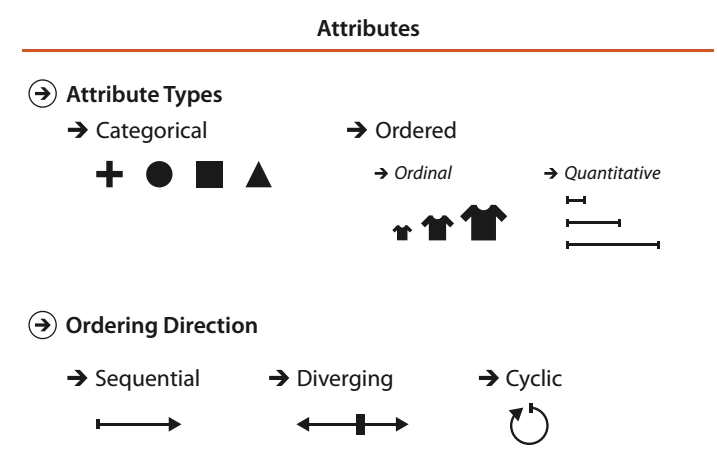 Attributes
Attribute Types
Categorical
Ordered
Ordinal
Quantitative
Ordering Direction
Sequential
Diverging
Cyclic